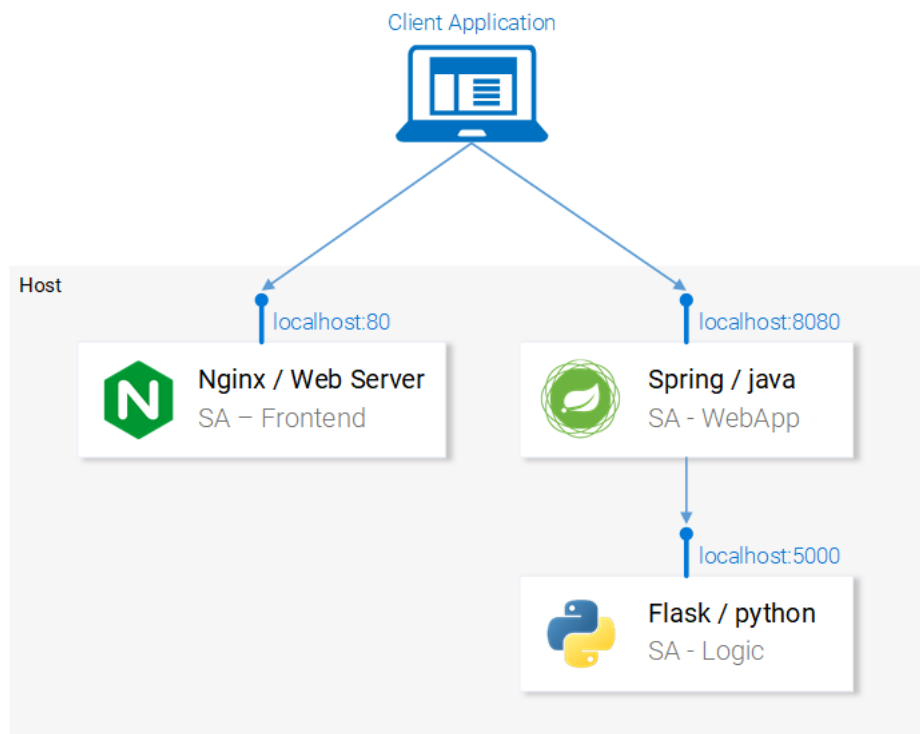 Client Application
Host
localhost:80
localhost:8080
Nginx / Web Server
SA – Frontend
Spring / java
SA - WebApp
localhost:5000
Flask / python
SA - Logic